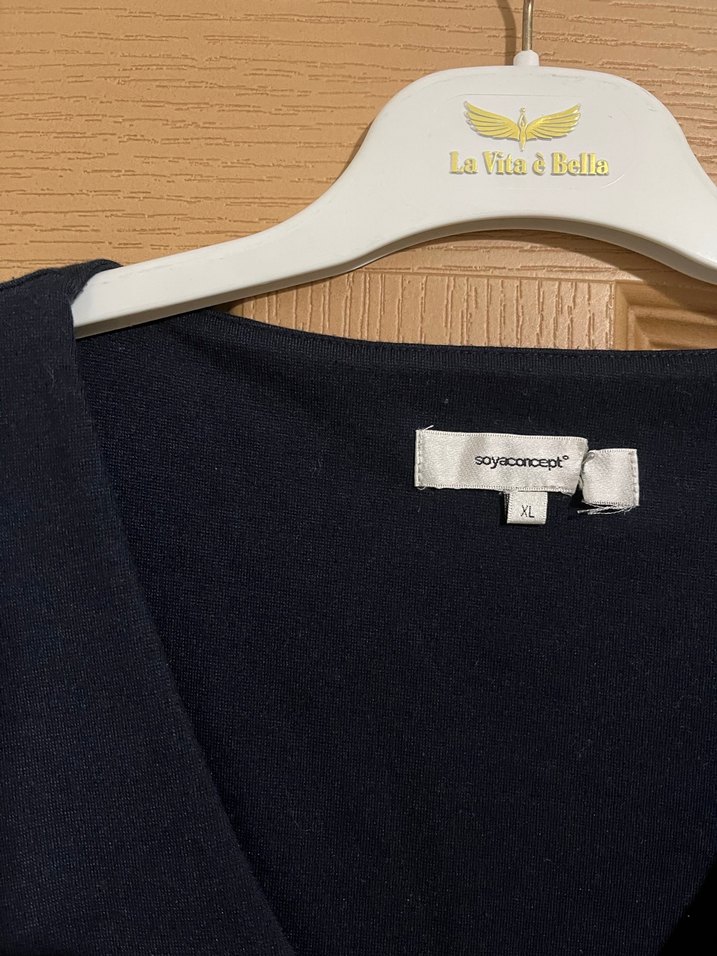 La Vita è Bella
soyaconcept®
XL